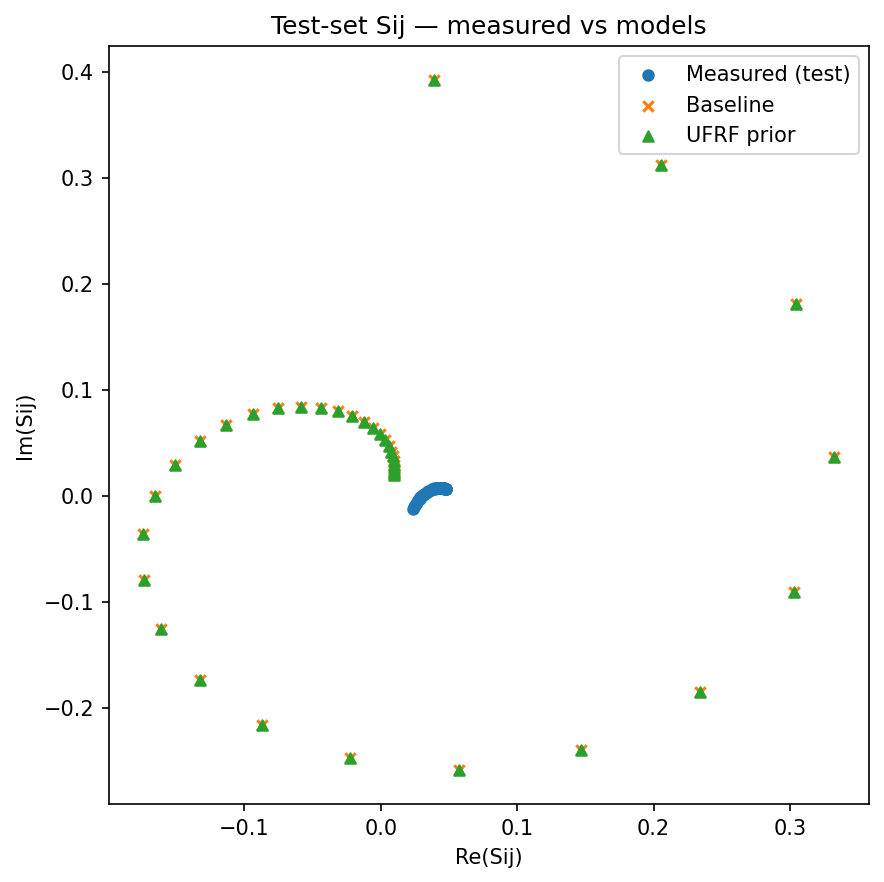 Test-set Sij — measured vs models
Measured (test)
Baseline
UFRF prior
0.4
0.3
0.2
0.1
0.0
−0.1
−0.2
Im(Sij)
−0.1
0.0
0.1
0.2
0.3
Re(Sij)